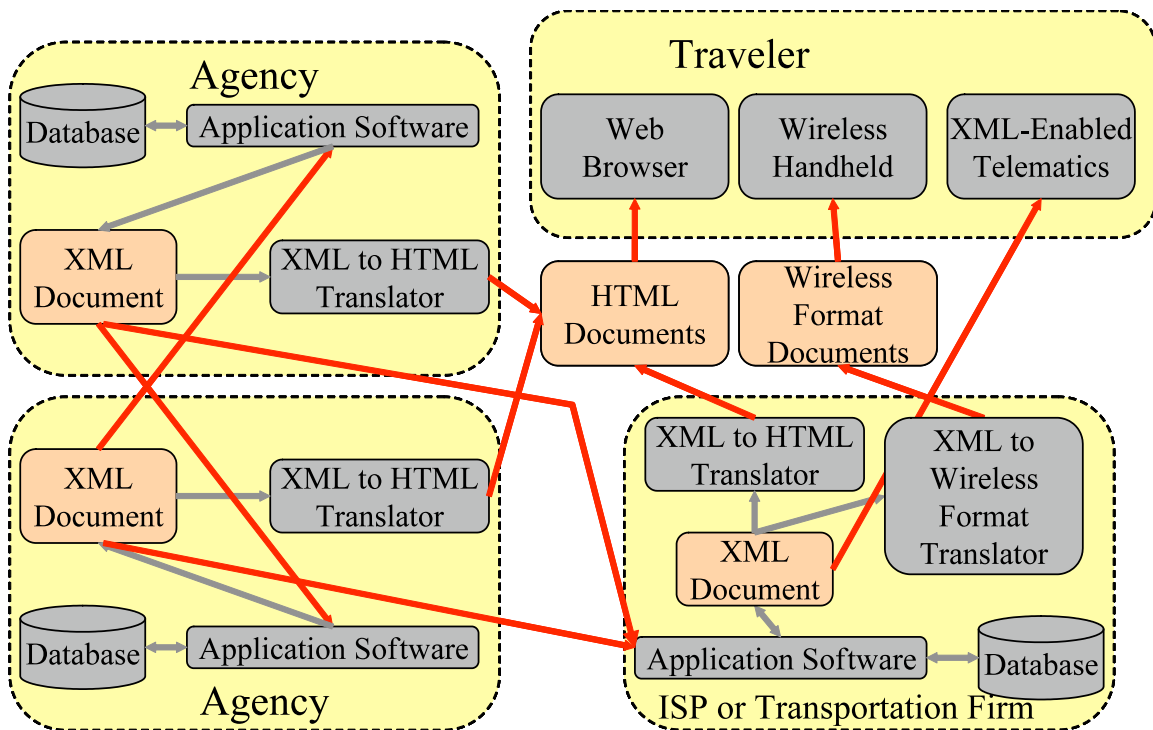 Agency
Database
Application Software
XML
Document
XML to HTML
Translator
Traveler
Web
Browser
Wireless
Handheld
XML-Enabled
Telematics
HTML
Documents
Wireless
Format
Documents
XML
Document
XML to HTML
Translator
Database
Application Software
Agency
XML to HTML
Translator
XML to
Wireless
Format
Translator
XML
Document
Application Software
Database
ISP or Transportation Firm